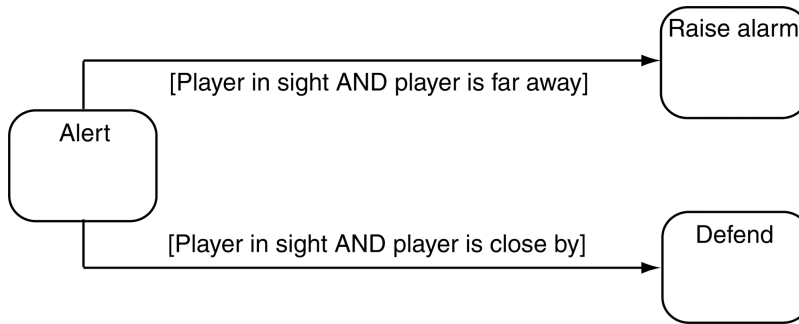 Raise alarm
[Player in sight AND player is far away]
Alert
[Player in sight AND player is close by]
Defend